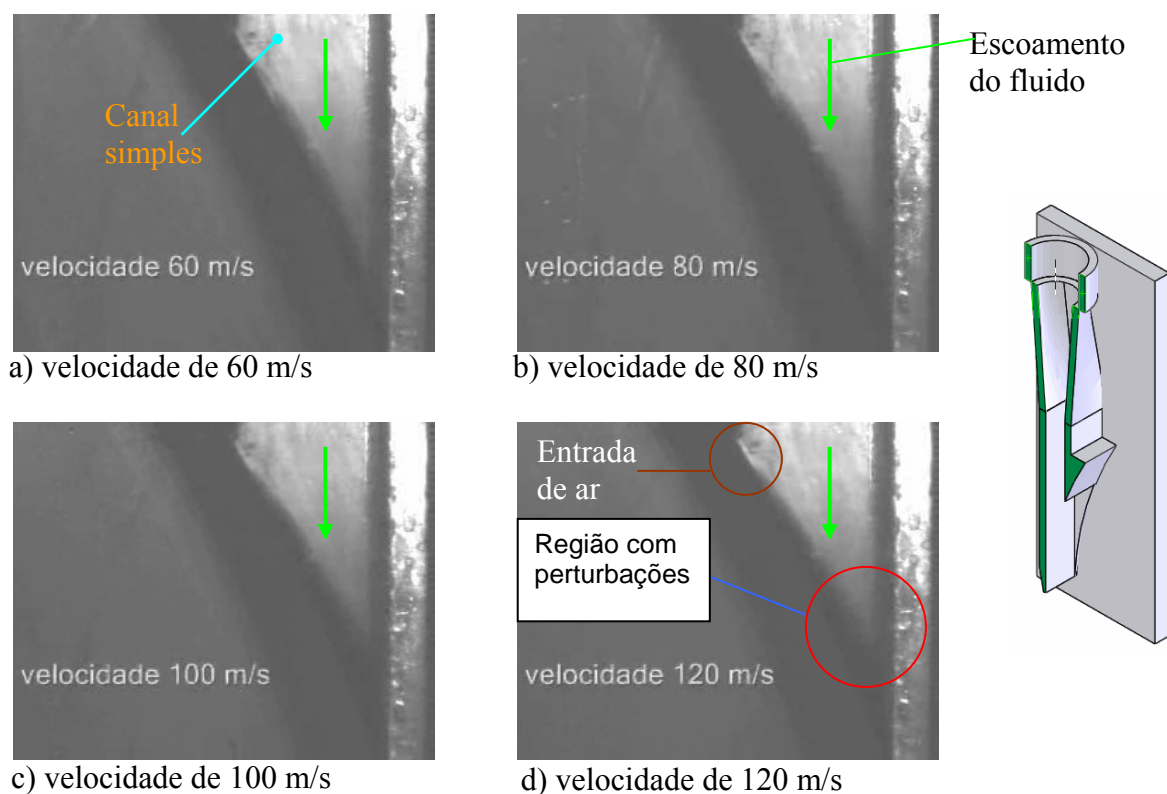 Canal
simples
velocidade 60 m/s
a) velocidade de 60 m/s
velocidade 80 m/s
b) velocidade de 80 m/s
Escoamento
do fluido
velocidade 100 m/s
c) velocidade de 100 m/s
Entrada
de ar
Região com
perturbações
velocidade 120 m/s
d) velocidade de 120 m/s